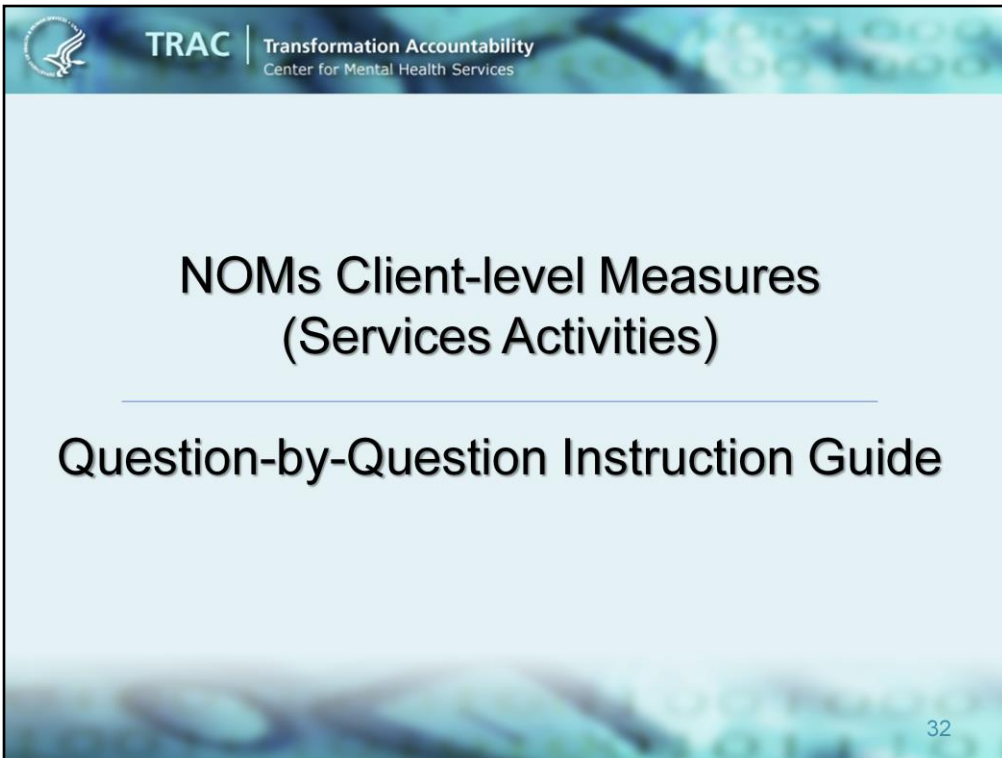 TRAC | Transformation Accountability
Center for Mental Health Services
NOMs Client-level Measures
(Services Activities)
Question-by-Question Instruction Guide
32